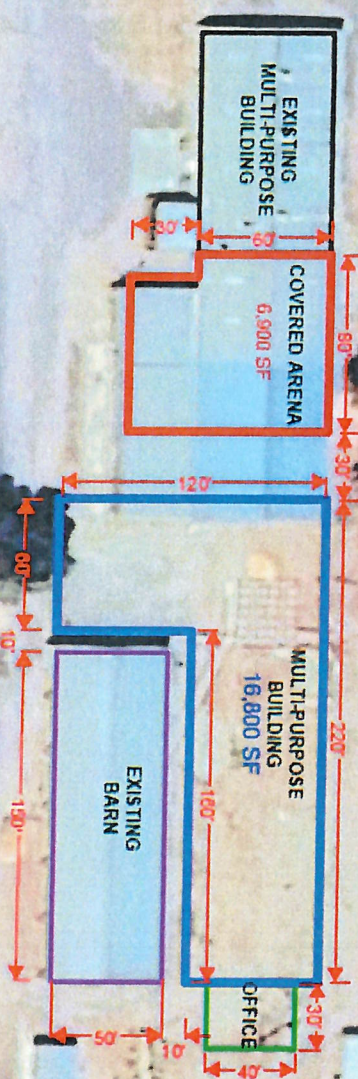 EXISTING
MULTI-PURPOSE
BUILDING
30'
60'
COVERED ARENA
6,900 SF
80'
30'
120'
220'
60'
10'
MULTI-PURPOSE
BUILDING
16,800 SF
160'
EXISTING
BARN
150'
50'
10'
OFFICE
30'
40'